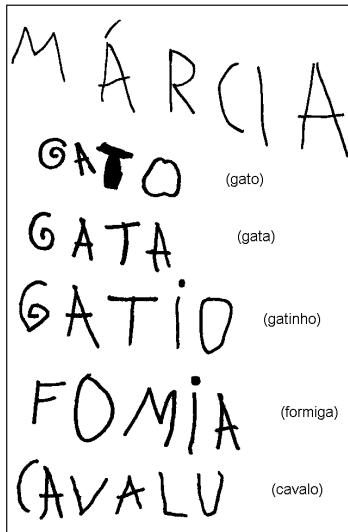 MÁRCIA
GATO (gato)
GATA (gata)
GATiO (gatinho)
FOMiA (formiga)
CAVALU (cavalo)